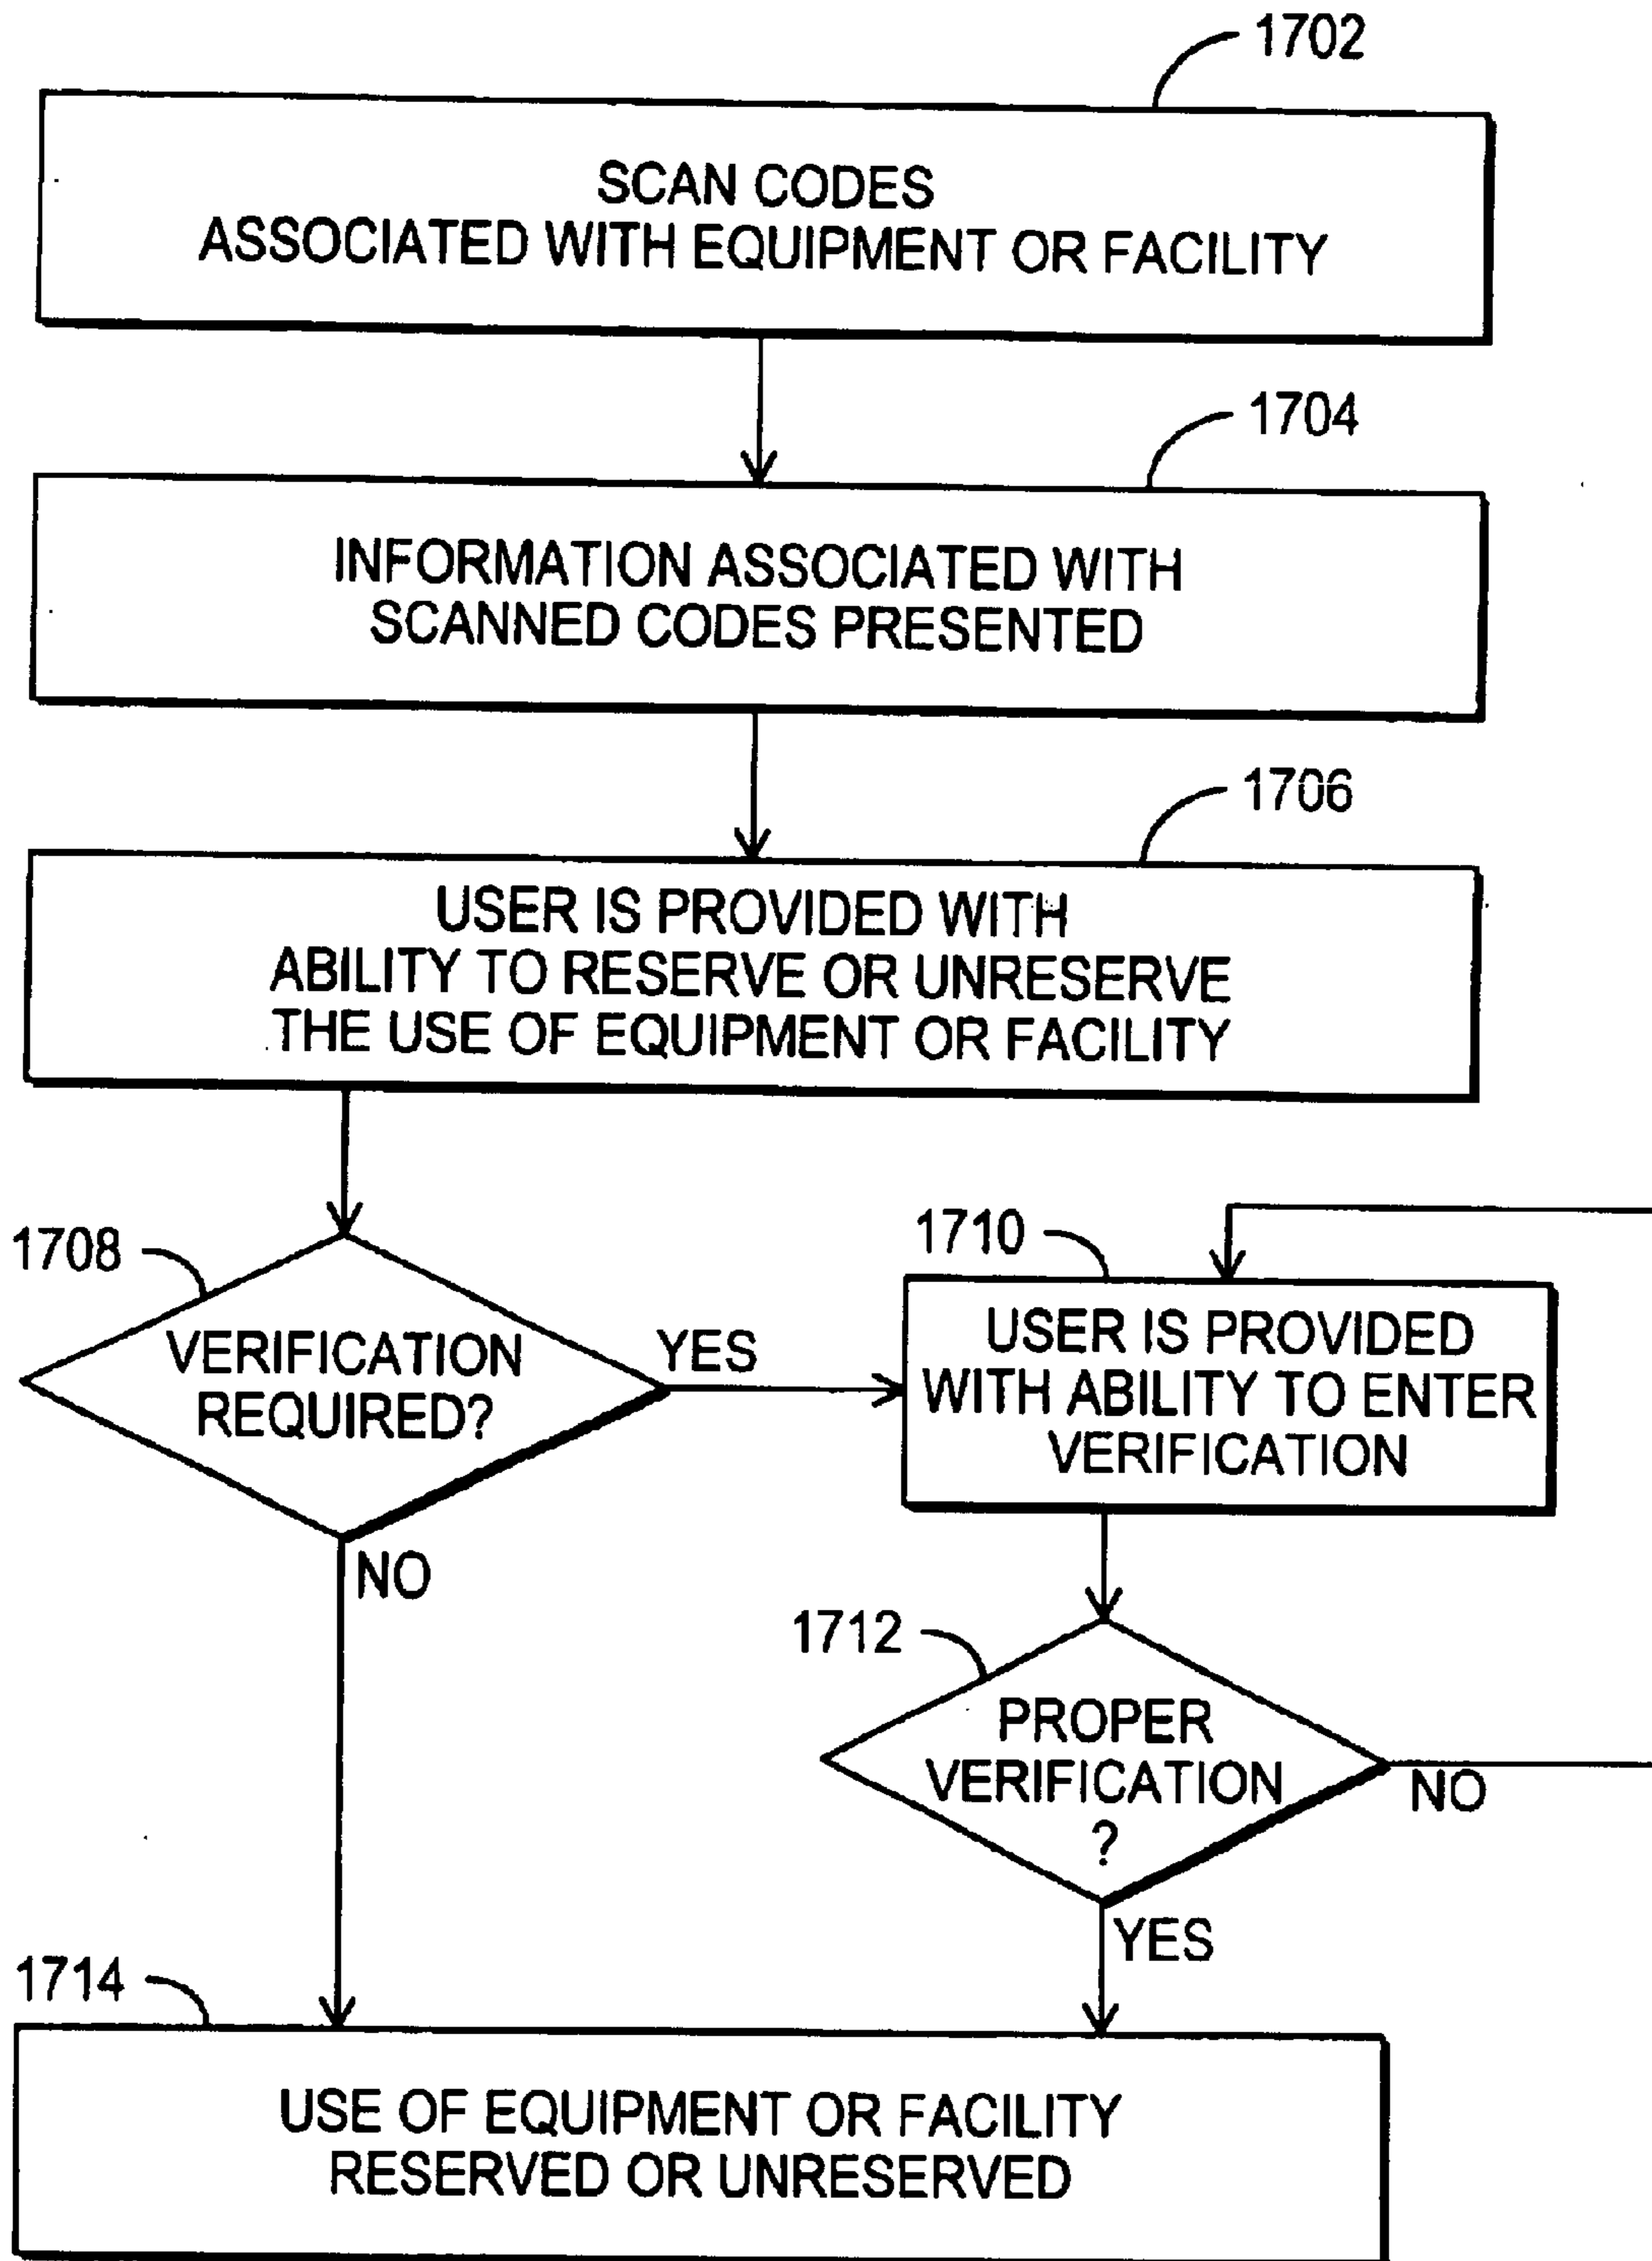 1702
SCAN CODES
ASSOCIATED WITH EQUIPMENT OR FACILITY
1704
INFORMATION ASSOCIATED WITH
SCANNED CODES PRESENTED
1706
USER IS PROVIDED WITH
ABILITY TO RESERVE OR UNRESERVE
THE USE OF EQUIPMENT OR FACILITY
1708
VERIFICATION
REQUIRED?
YES
NO
1710
USER IS PROVIDED
WITH ABILITY TO ENTER
VERIFICATION
1712
PROPER
VERIFICATION
?
NO
YES
1714
USE OF EQUIPMENT OR FACILITY
RESERVED OR UNRESERVED